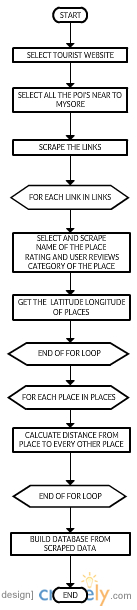 START
SELECT TOURIST WEBSITE
SELECT ALL THE POIS NEAR TO
MYSORE
SCRAPE THE LINKS
FOR EACH LINK IN LINKS
SELECT AND SCRAPE
NAME OF THE PLACE
RATING AND USER REVIEWS
CATEGORY OF THE PLACE
GET THE LATITUDE LONGITUDE
OF PLACES
END OF FOR LOOP
FOR EACH PLACE IN PLACES
CALCUATE DISTANCE FROM
PLACE TO EVERY OTHER PLACE
END OF FOR LOOP
BUILD DATABASE FROM
SCRAPED DATA
END
design]
.com